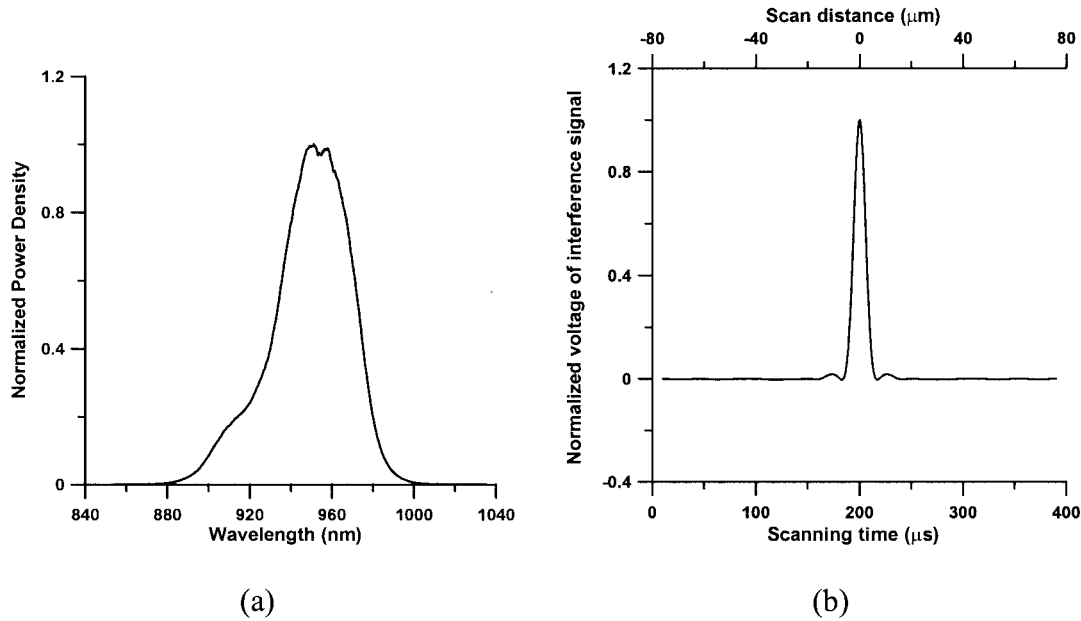 Normalized Power Density
1.2
0.8
0.4
0
840 880 920 960 1000 1040
Wavelength (nm)
(a)
Scan distance (μm)
-80 -40 0 40 80
Normalized voltage of interference signal
1.2
0.8
0.4
0
-0.4
0 100 200 300 400
Scanning time (μs)
(b)